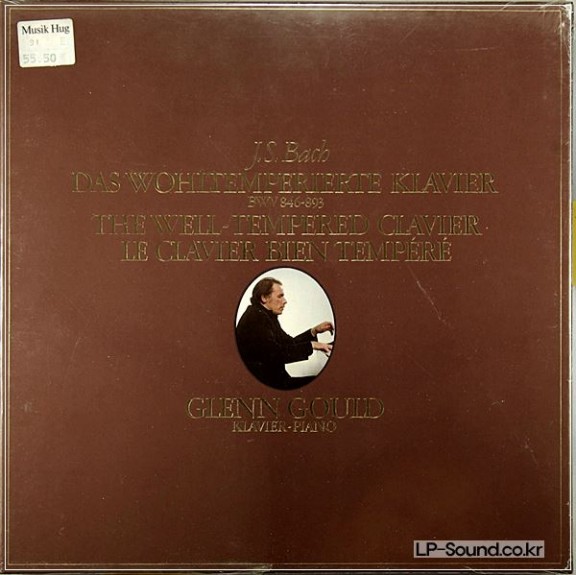 Musik Hug
55.50
J.S. Bach
DAS WOHLTEMPERIERTE KLAVIER
BWV 846-893
THE WELL-TEMPERED CLAVIER
LE CLAVIER BIEN TEMPÉRÉ
GLENN GOULD
KLAVIER-PIANO
LP-Sound.co.kr